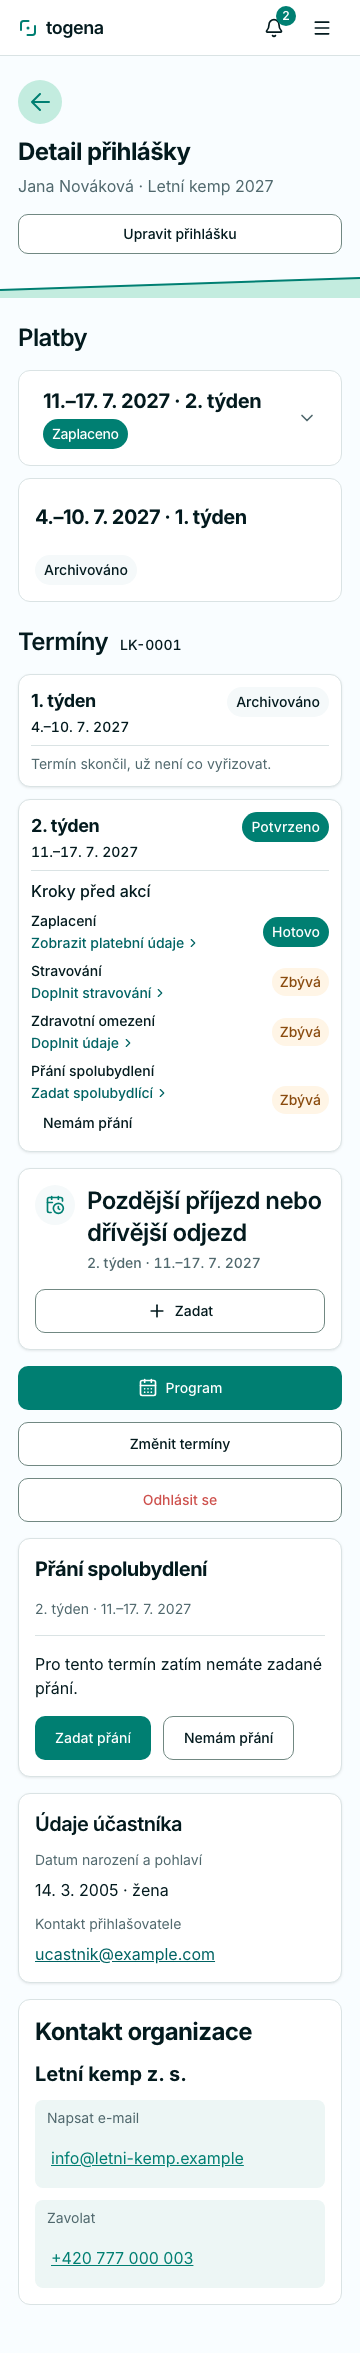 togena
2
Detail přihlášky
Jana Nováková · Letní kemp 2027
Upravit přihlášku
Platby
11.–17. 7. 2027 · 2. týden
Zaplaceno
4.–10. 7. 2027 · 1. týden
Archivováno
Termíny LK-0001
1. týden
Archivováno
4.–10. 7. 2027
Termín skončil, už není co vyřizovat.
2. týden
Potvrzeno
11.–17. 7. 2027
Kroky před akcí
Zaplacení
Zobrazit platební údaje
Hotovo
Stravování
Doplnit stravování
Zbývá
Zdravotní omezení
Doplnit údaje
Zbývá
Přání spolubydlení
Zadat spolubydlící
Zbývá
Nemám přání
Pozdější příjezd nebo
dřívější odjezd
2. týden · 11.–17. 7. 2027
Zadat
Program
Změnit termíny
Odhlásit se
Přání spolubydlení
2. týden · 11.–17. 7. 2027
Pro tento termín zatím nemáte zadané
přání.
Zadat přání
Nemám přání
Údaje účastníka
Datum narození a pohlaví
14. 3. 2005 · žena
Kontakt přihlašovatele
ucastnik@example.com
Kontakt organizace
Letní kemp z. s.
Napsat e-mail
info@letni-kemp.example
Zavolat
+420 777 000 003